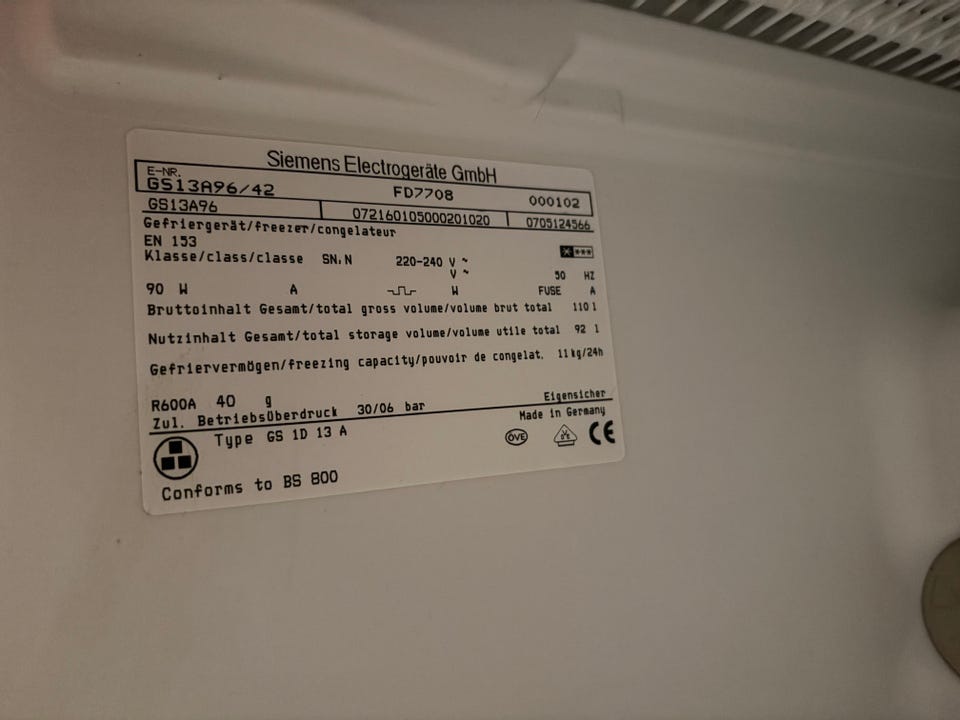 Siemens Electrogeräte GmbH
E-NR.
GS13A96/42 FD7708 000102
GS13A96 072160105000201020 0705124566
Gefriergerät/freezer/congelateur
EN 153
Klasse/class/classe SN,N 220-240 V ~
V ~ 50 HZ
90 W A W FUSE A
Bruttoinhalt Gesamt/total gross volume/volume brut total 110 l
Nutzinhalt Gesamt/total storage volume/volume utile total 92 l
Gefriervermögen/freezing capacity/pouvoir de congelat. 11kg/24h
R600A 40 g Eigensicher
Zul. Betriebsüberdruck 30/06 bar Made in Germany
Type GS 1D 13 A ÖVE VDE CE
Conforms to BS 800